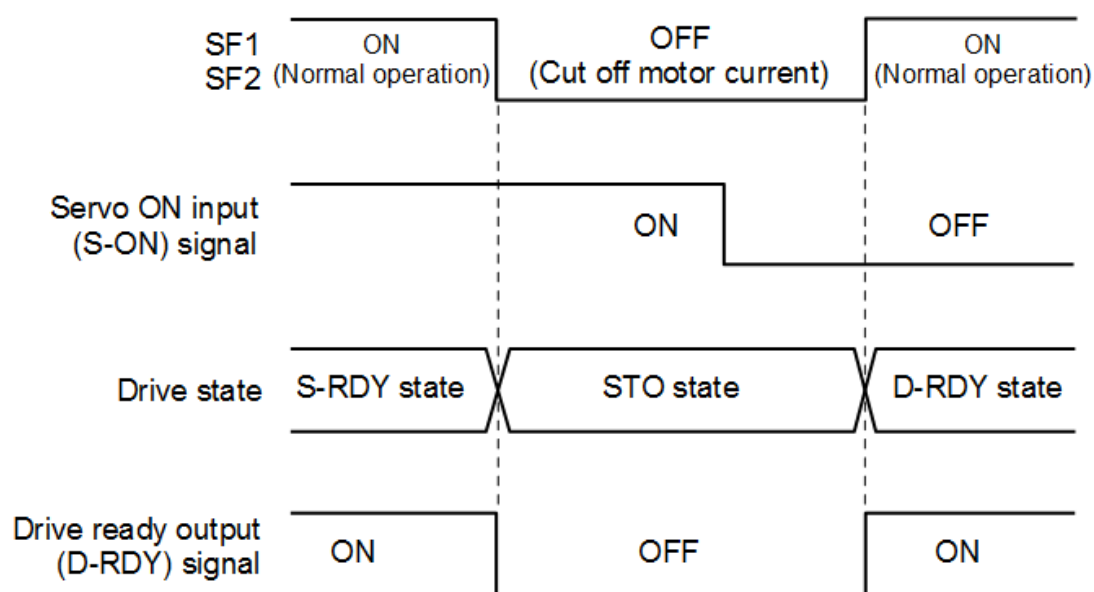 SF1
SF2
ON
(Normal operation)
OFF
(Cut off motor current)
ON
(Normal operation)
Servo ON input
(S-ON) signal
ON
OFF
Drive state
S-RDY state
STO state
D-RDY state
Drive ready output
(D-RDY) signal
ON
OFF
ON